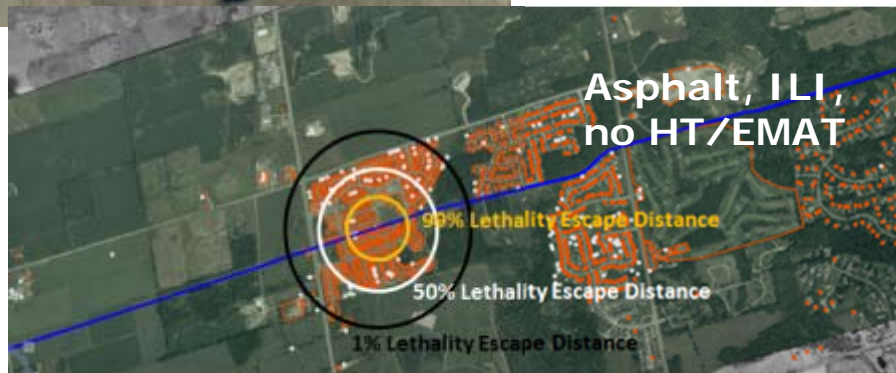 Asphalt, ILI,
no HT/EMAT
99% Lethality Escape Distance
50% Lethality Escape Distance
1% Lethality Escape Distance